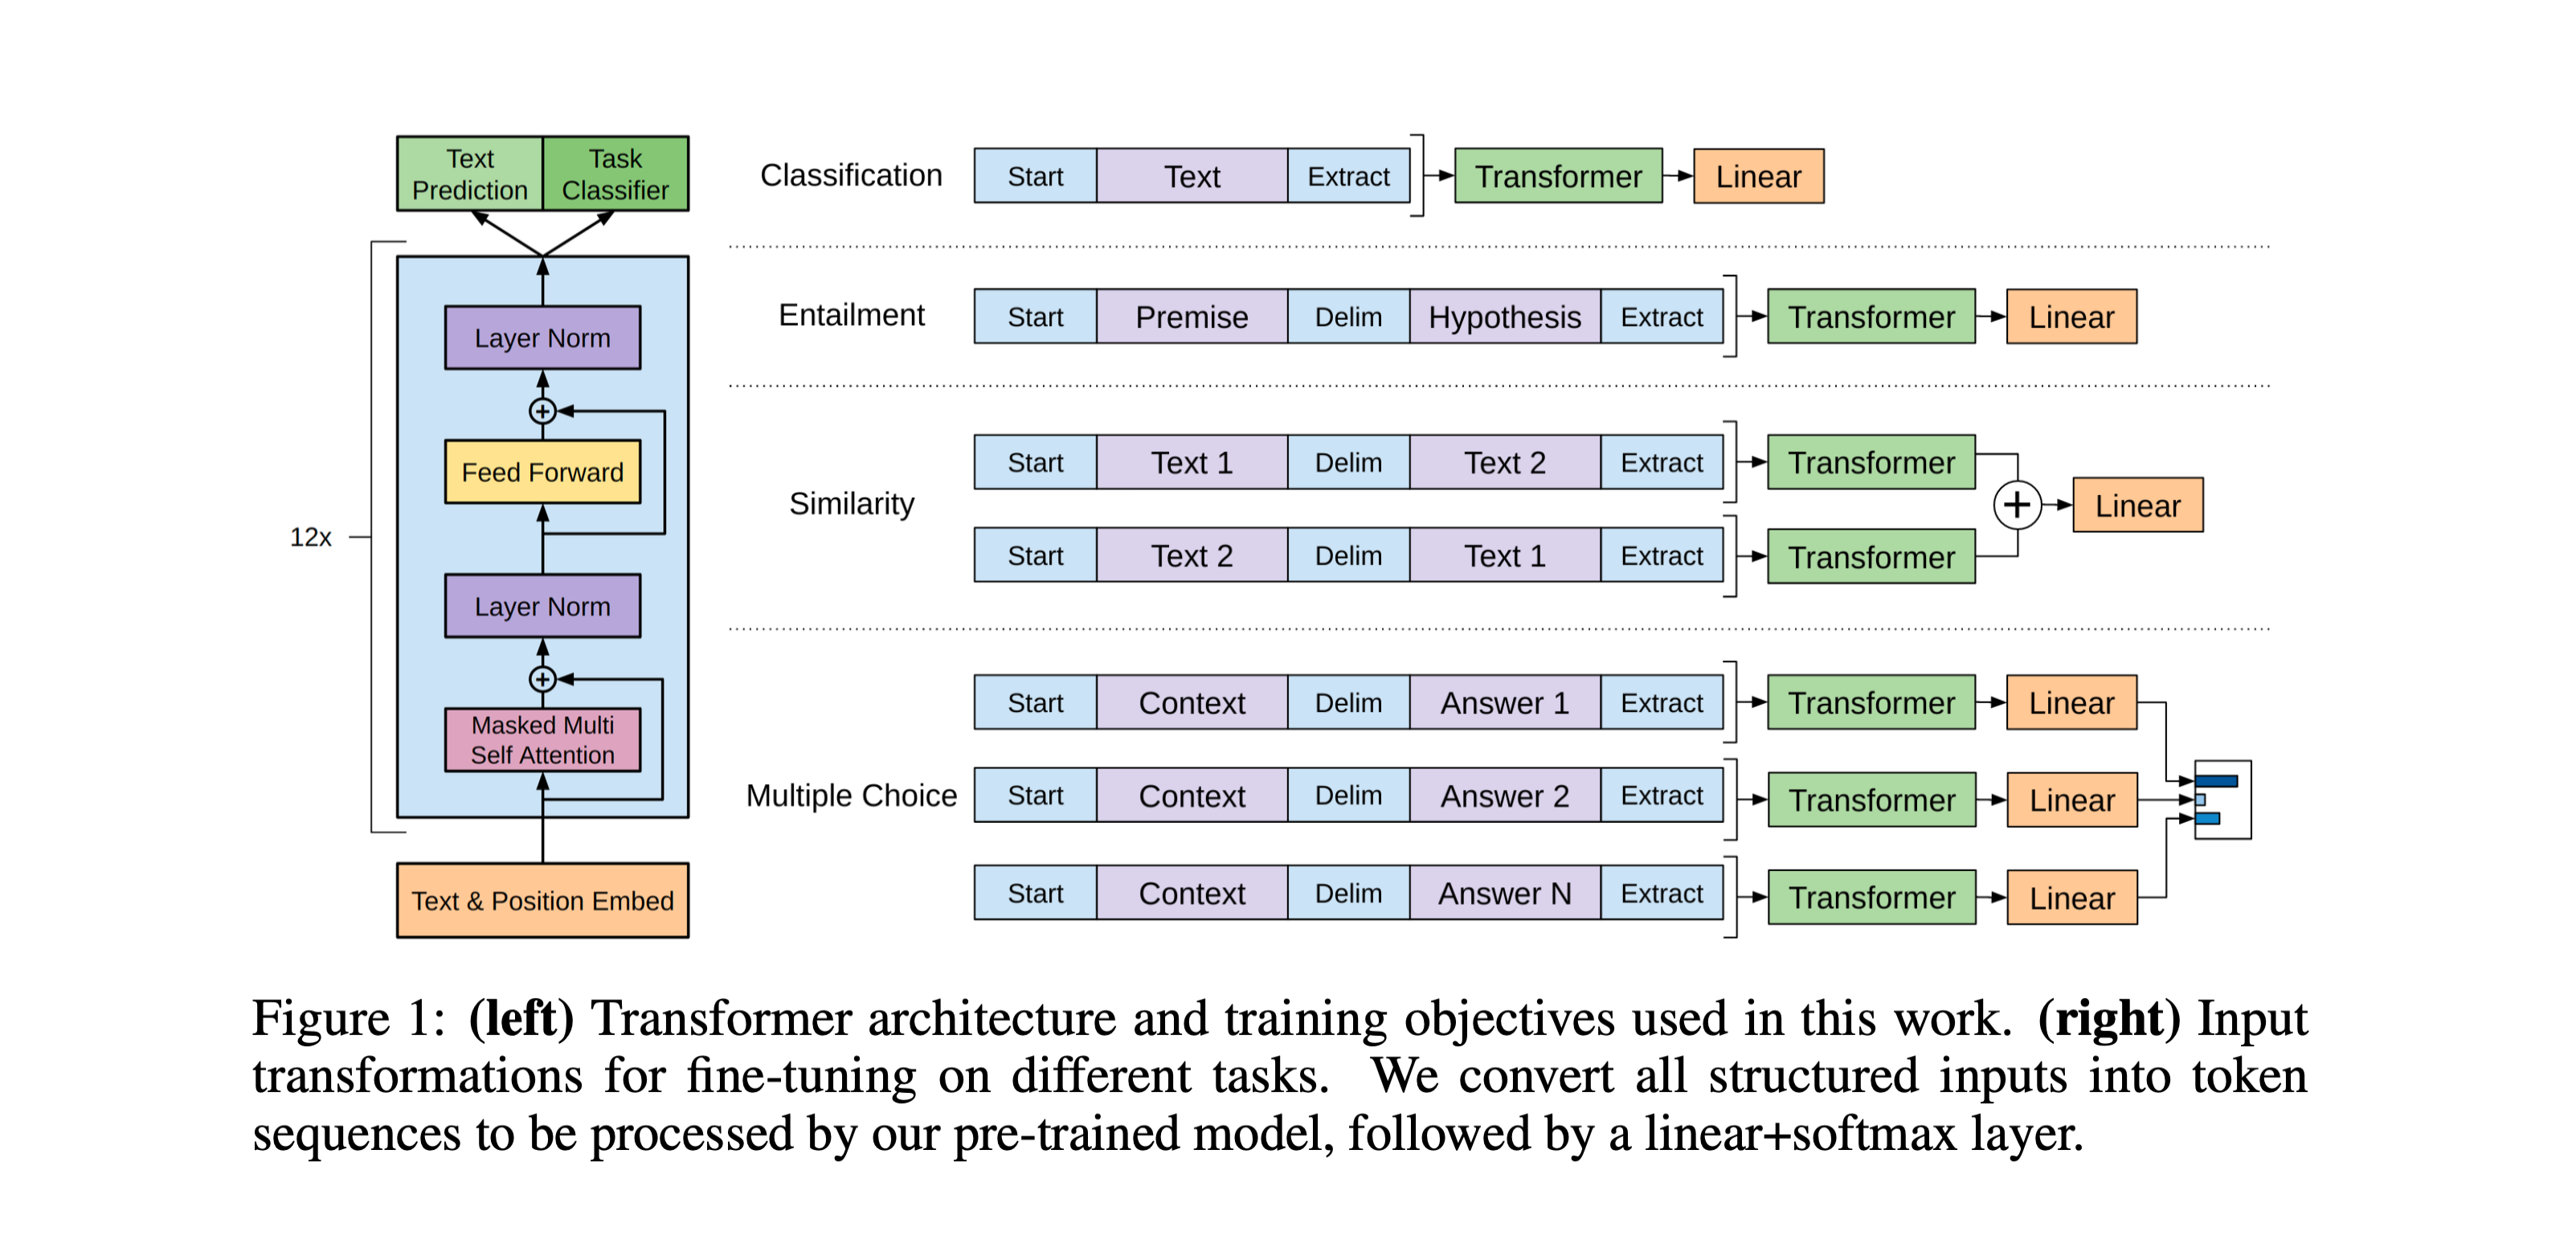 Text
Prediction
Task
Classifier
Layer Norm
+
Feed Forward
12x
Layer Norm
+
Masked Multi
Self Attention
Text & Position Embed
Classification
Start Text Extract Transformer Linear
Entailment
Start Premise Delim Hypothesis Extract Transformer Linear
Similarity
Start Text 1 Delim Text 2 Extract Transformer
Start Text 2 Delim Text 1 Extract Transformer
+ Linear
Multiple Choice
Start Context Delim Answer 1 Extract Transformer Linear
Start Context Delim Answer 2 Extract Transformer Linear
Start Context Delim Answer N Extract Transformer Linear
Figure 1: (left) Transformer architecture and training objectives used in this work. (right) Input
transformations for fine-tuning on different tasks. We convert all structured inputs into token
sequences to be processed by our pre-trained model, followed by a linear+softmax layer.